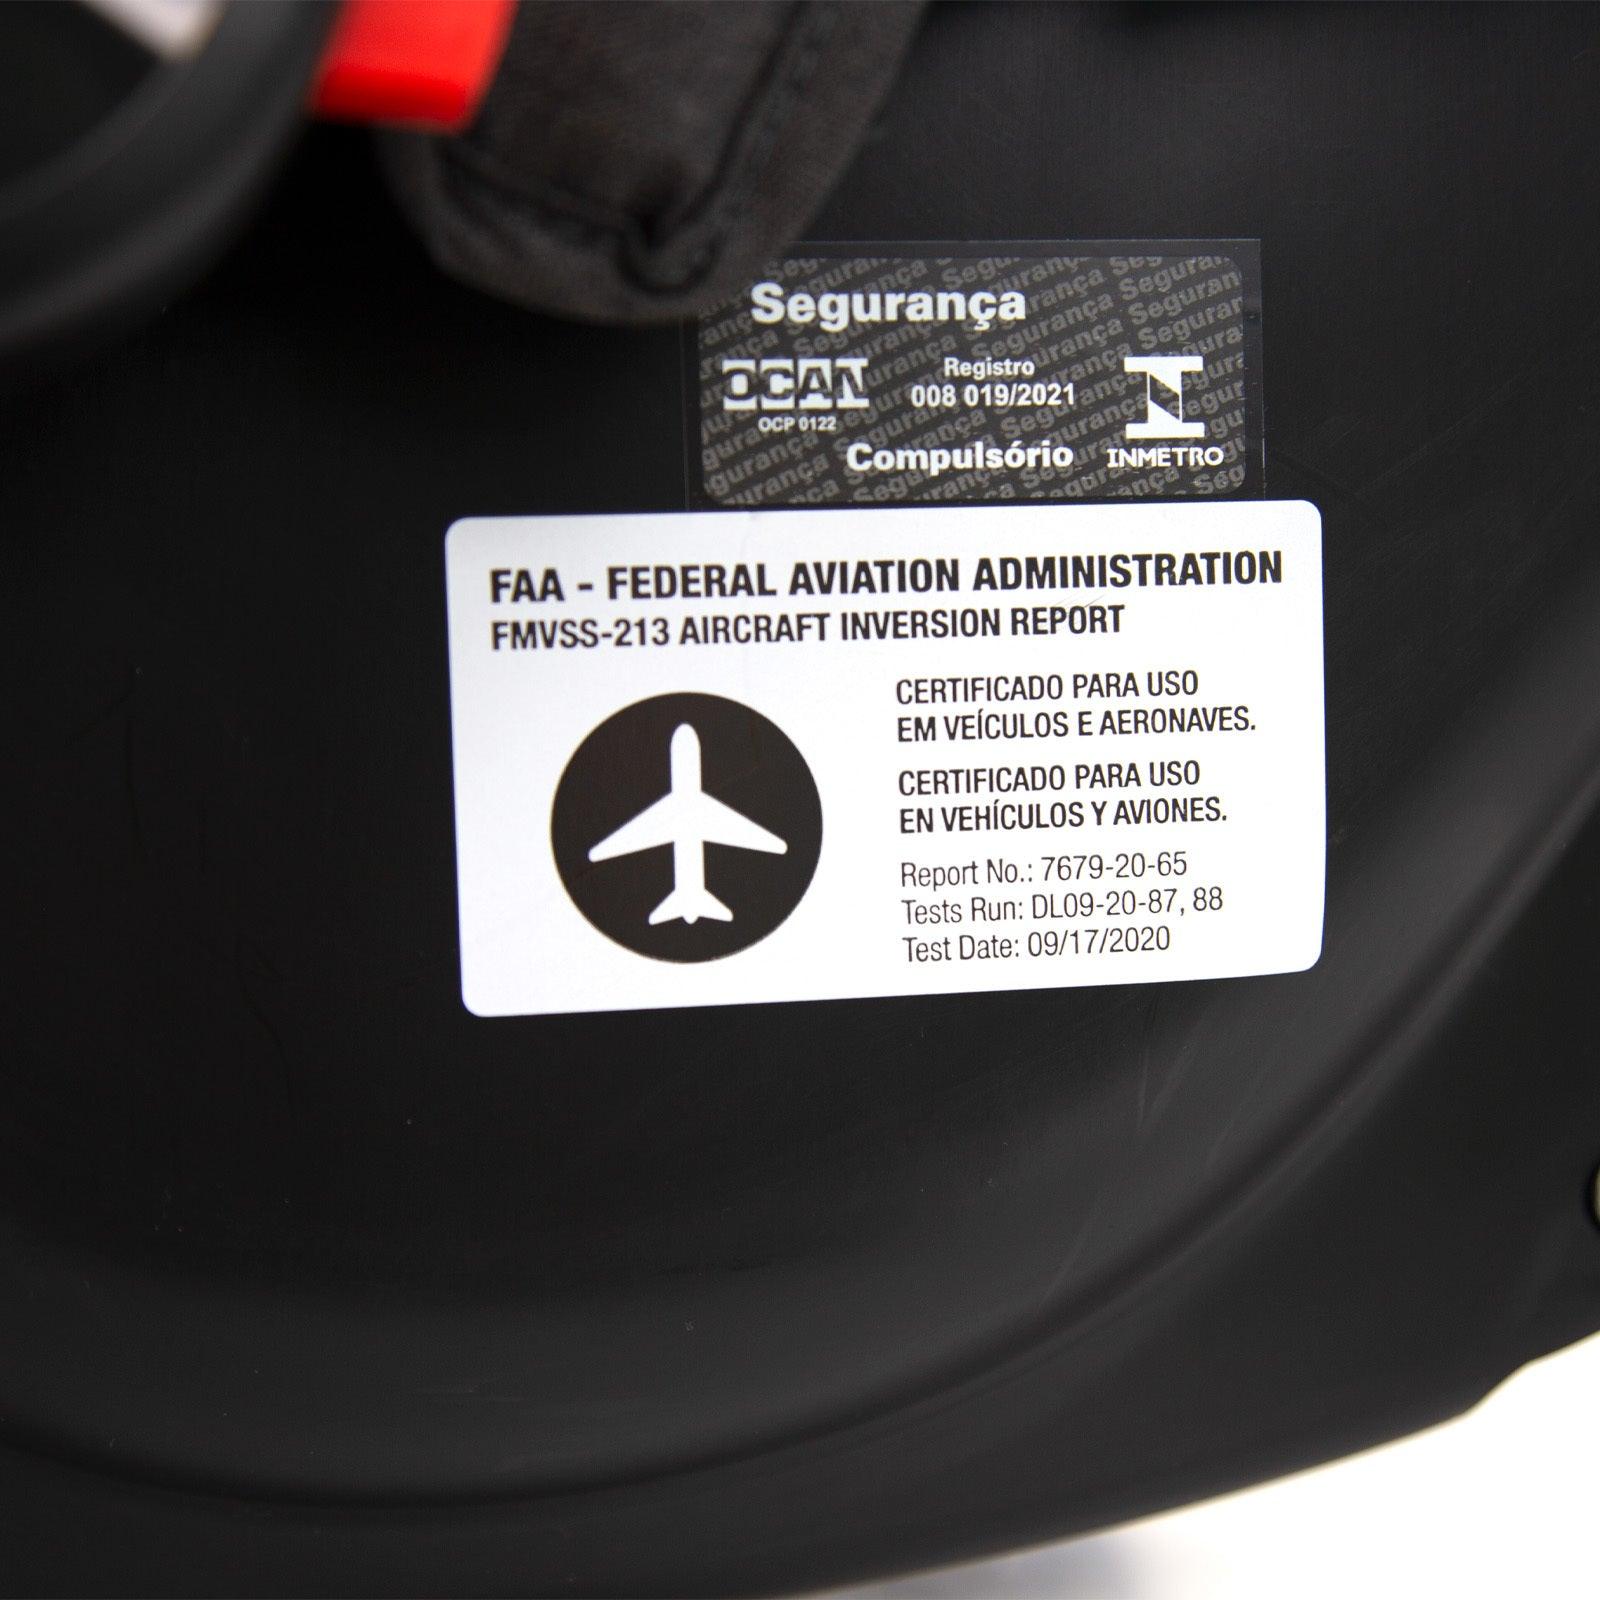 Segurança
OCAN
Registro
008 019/2021
OCP 0122
Compulsório
INMETRO
FAA - FEDERAL AVIATION ADMINISTRATION
FMVSS-213 AIRCRAFT INVERSION REPORT
CERTIFICADO PARA USO
EM VEÍCULOS E AERONAVES.
CERTIFICADO PARA USO
EN VEHÍCULOS Y AVIONES.
Report No.: 7679-20-65
Tests Run: DL09-20-87, 88
Test Date: 09/17/2020